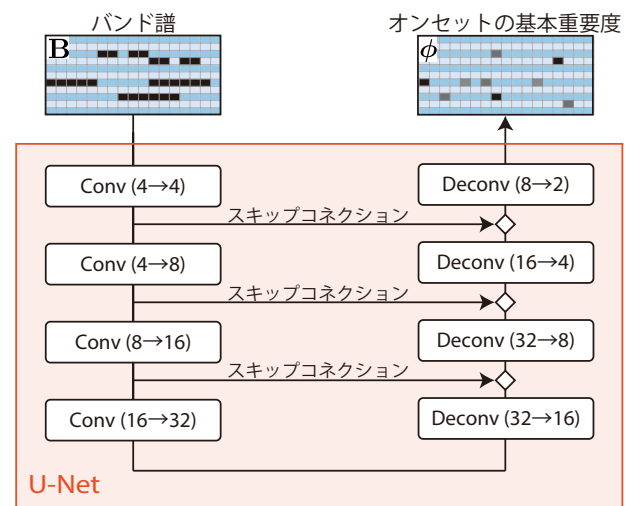 バンド譜
オンセットの基本重要度
B
ϕ
Conv (4→4)
Deconv (8→2)
スキップコネクション
Conv (4→8)
Deconv (16→4)
スキップコネクション
Conv (8→16)
Deconv (32→8)
スキップコネクション
Conv (16→32)
Deconv (32→16)
U-Net